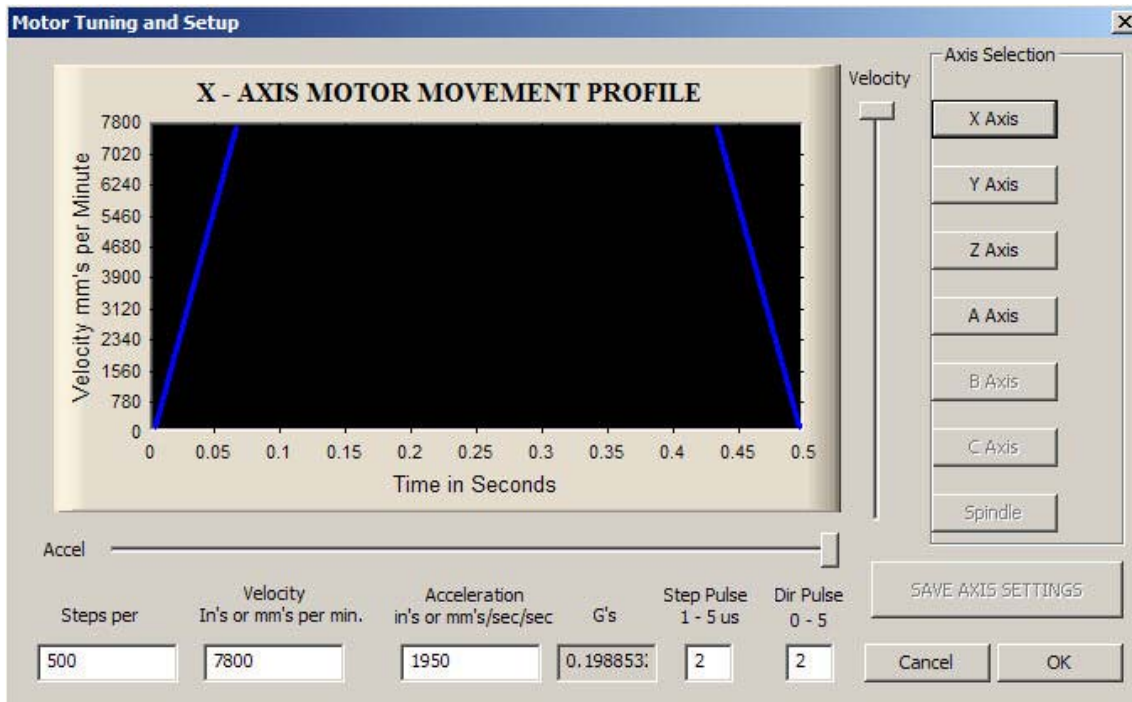 Motor Tuning and Setup
X - AXIS MOTOR MOVEMENT PROFILE
Velocity mm's per Minute
7800
7020
6240
5460
4680
3900
3120
2340
1560
780
0
0 0.05 0.1 0.15 0.2 0.25 0.3 0.35 0.4 0.45 0.5
Time in Seconds
Velocity
Axis Selection
X Axis
Y Axis
Z Axis
A Axis
B Axis
C Axis
Spindle
Accel
Steps per
Velocity
In's or mm's per min.
Acceleration
in's or mm's/sec/sec
G's
Step Pulse
1 - 5 us
Dir Pulse
0 - 5
500
7800
1950
0.198853
2
2
SAVE AXIS SETTINGS
Cancel
OK